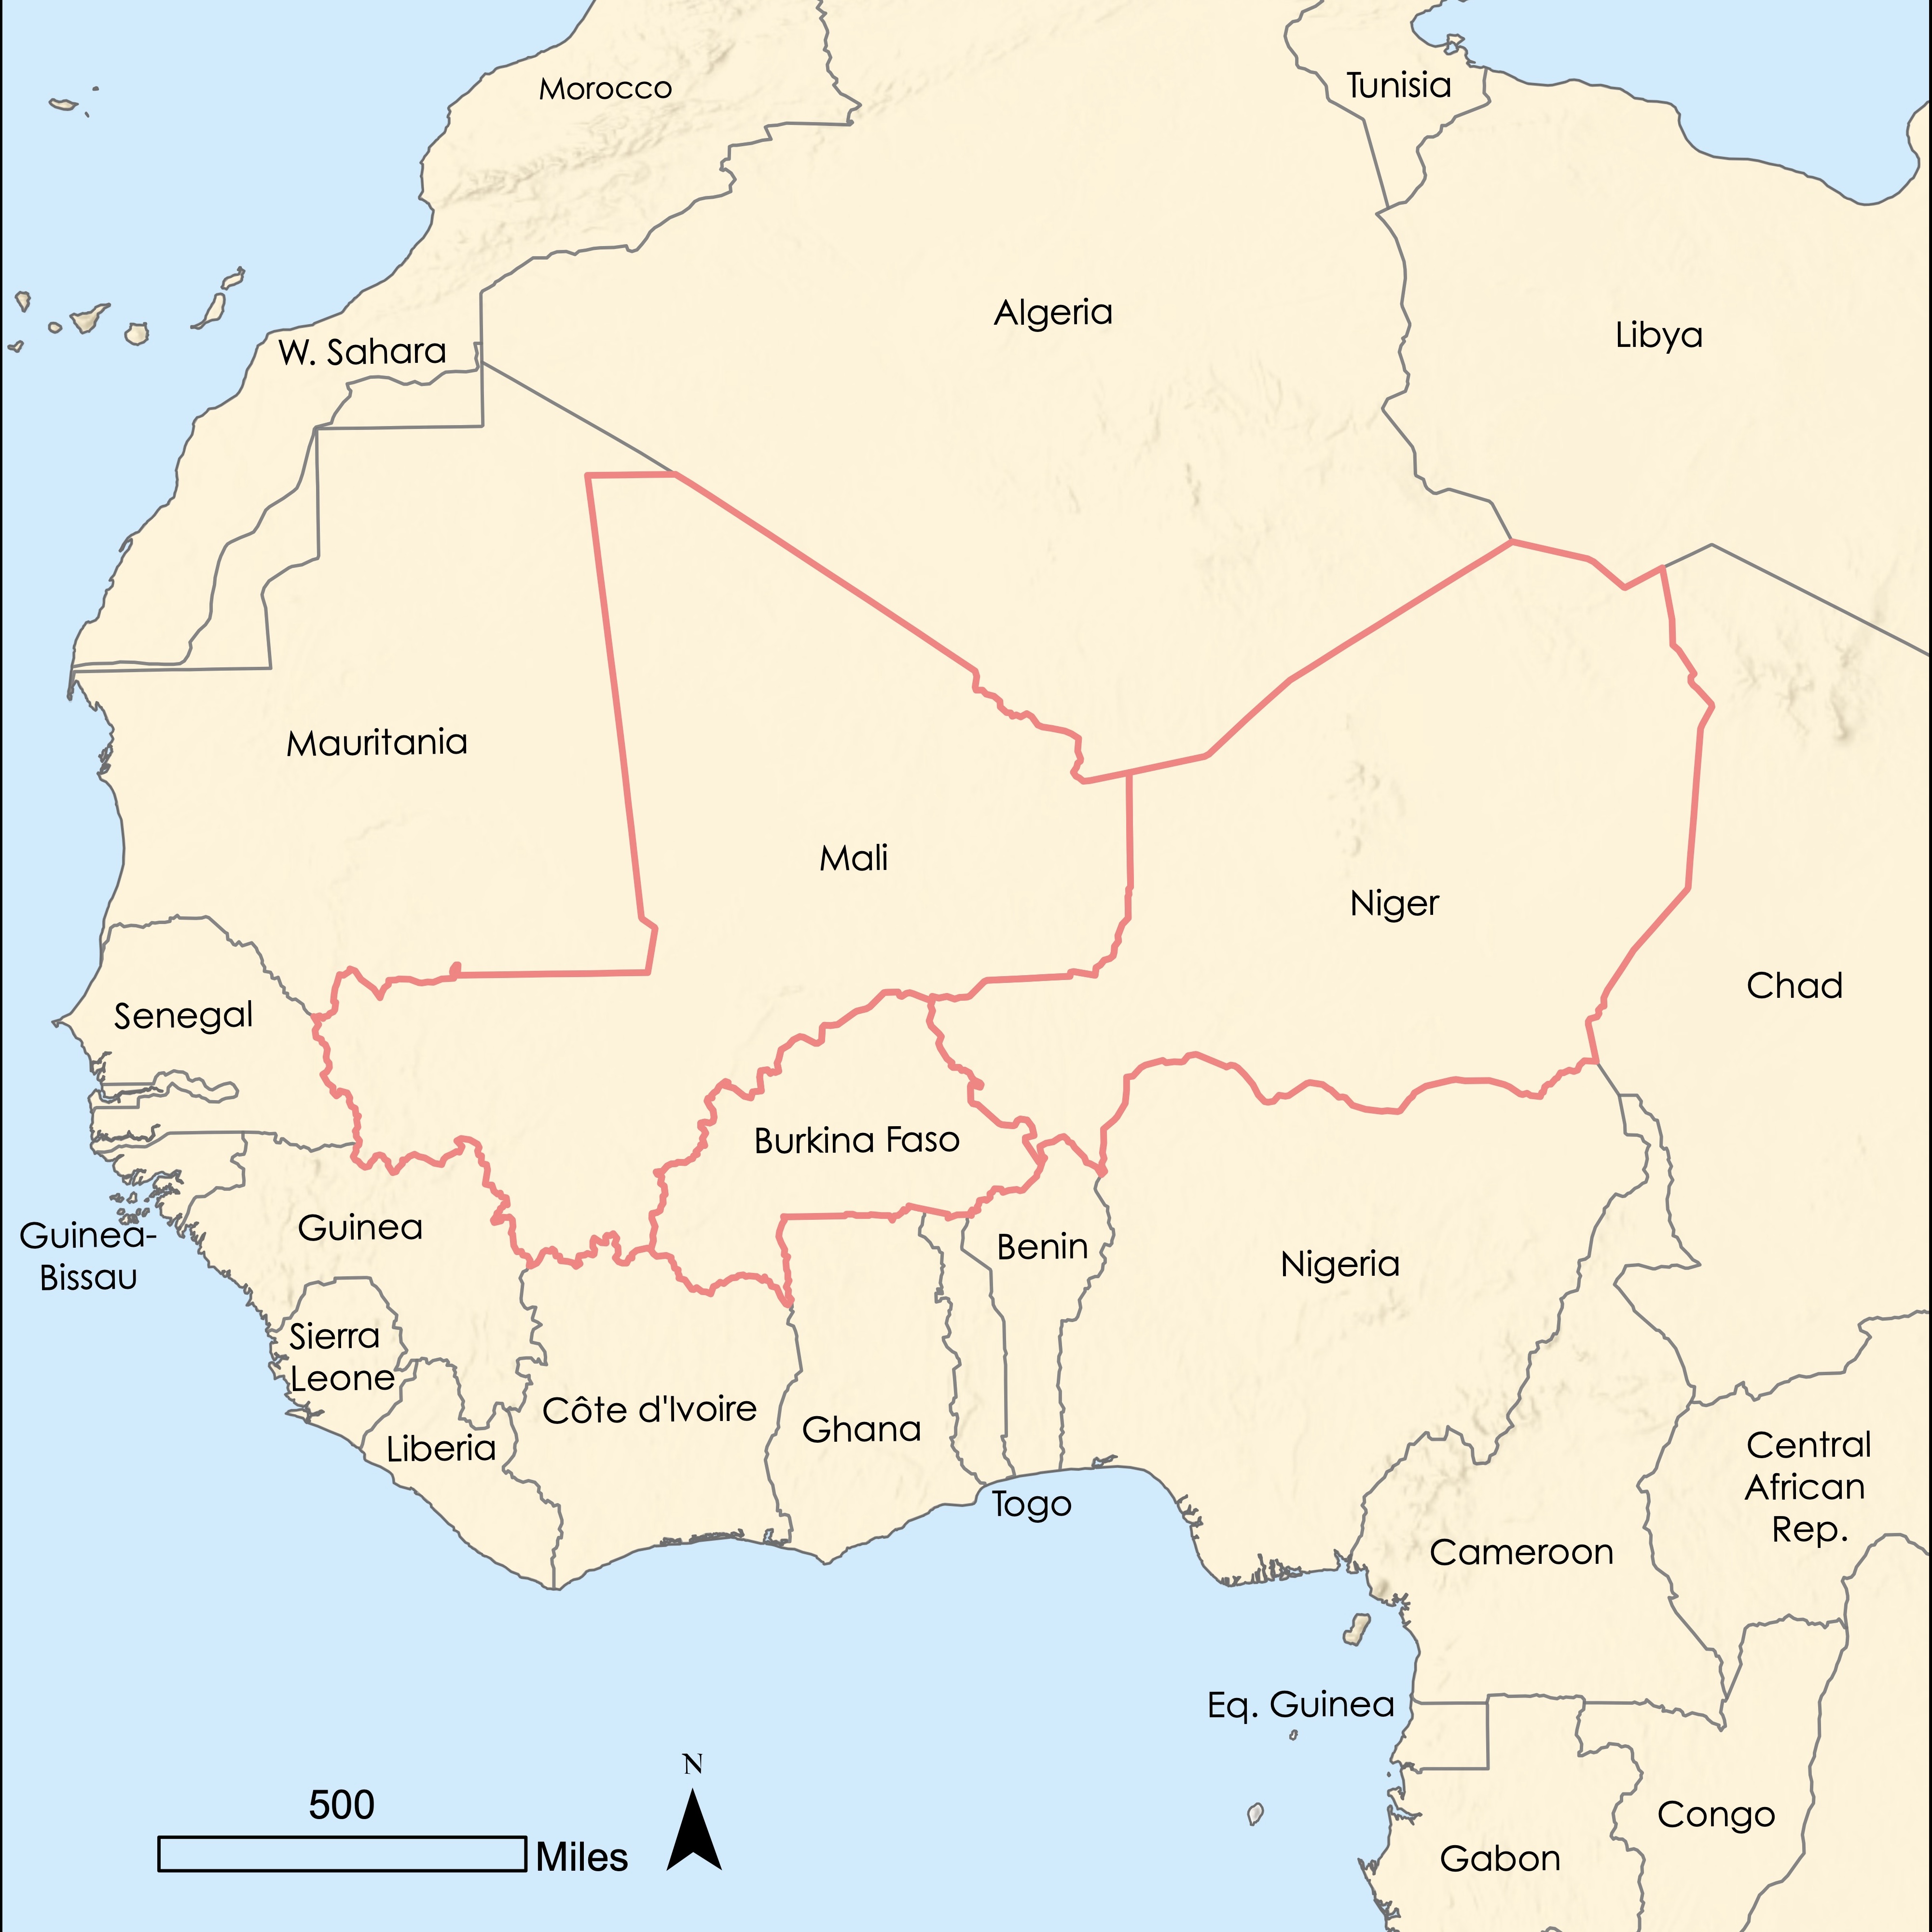 Morocco
Tunisia
Algeria
Libya
W. Sahara
Mauritania
Mali
Niger
Chad
Senegal
Burkina Faso
Guinea-
Bissau
Guinea
Benin
Nigeria
Sierra
Leone
Côte d'Ivoire
Ghana
Liberia
Togo
Central
African
Rep.
Cameroon
Eq. Guinea
Congo
Gabon
N
500
Miles